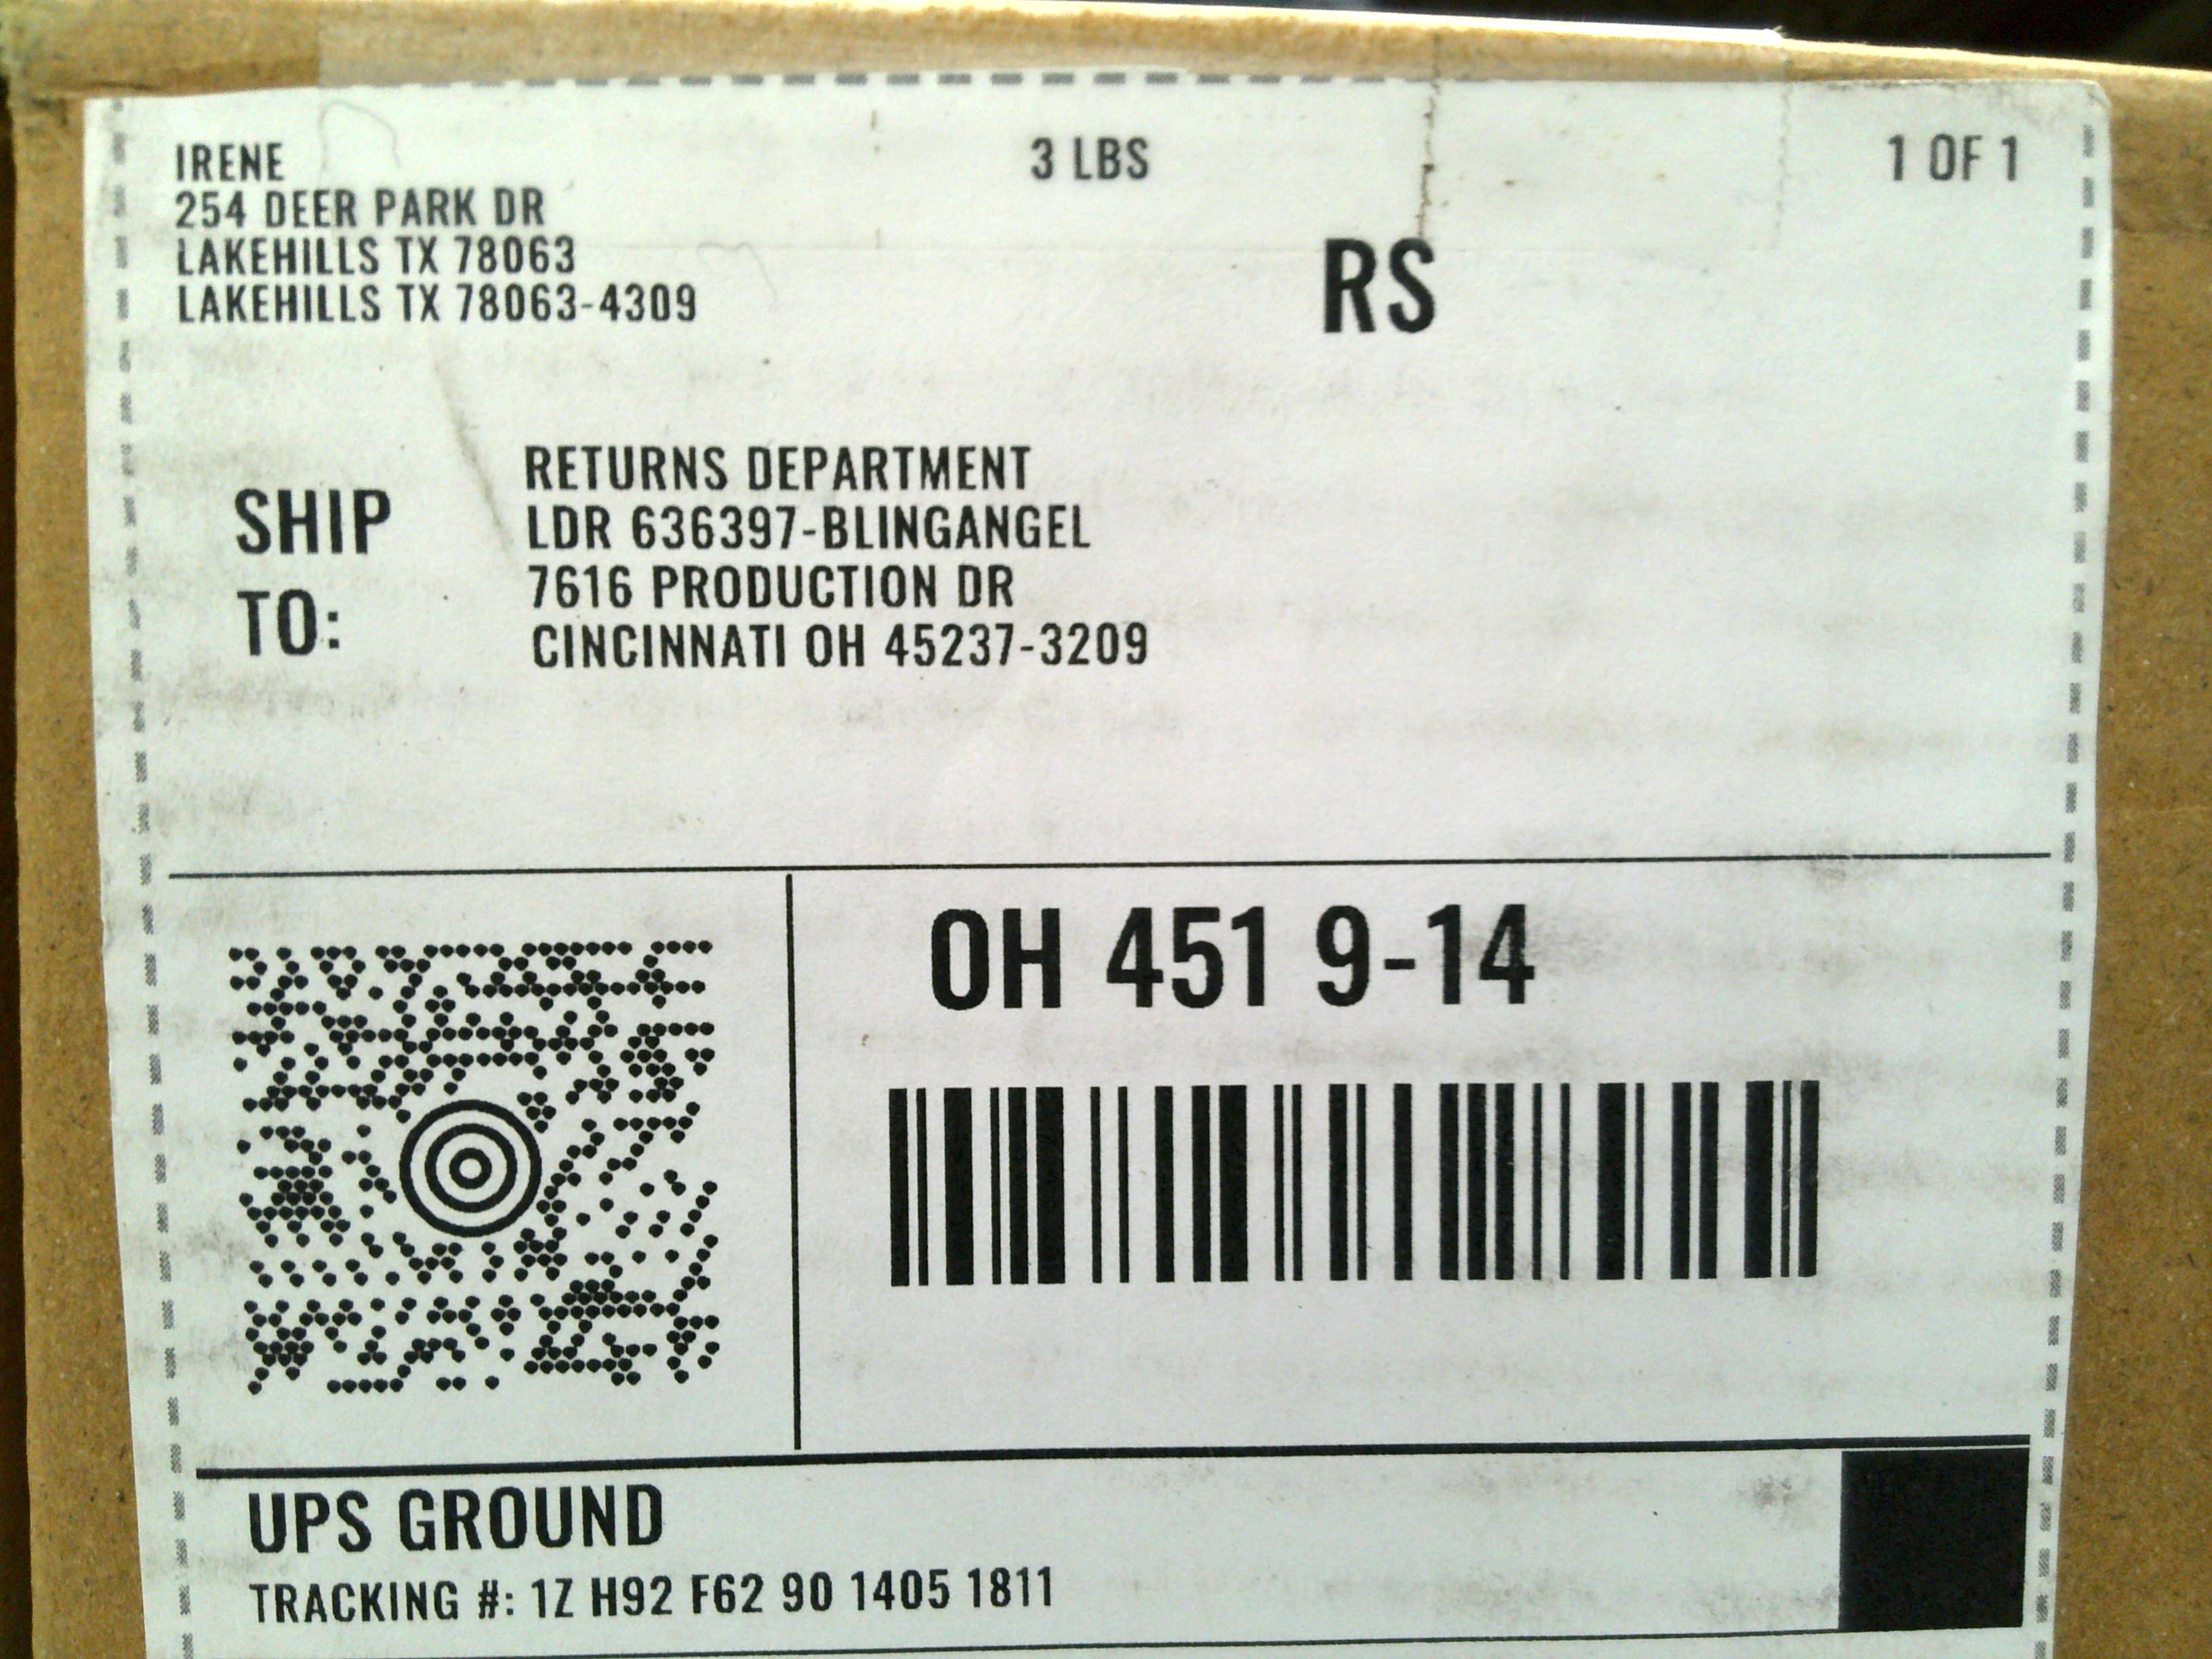 IRENE
254 DEER PARK DR
LAKEHILLS TX 78063
LAKEHILLS TX 78063-4309
3 LBS
1 OF 1
RS
SHIP
TO:
RETURNS DEPARTMENT
LDR 636397-BLINGANGEL
7616 PRODUCTION DR
CINCINNATI OH 45237-3209
OH 451 9-14
UPS GROUND
TRACKING #: 1Z H92 F62 90 1405 1811